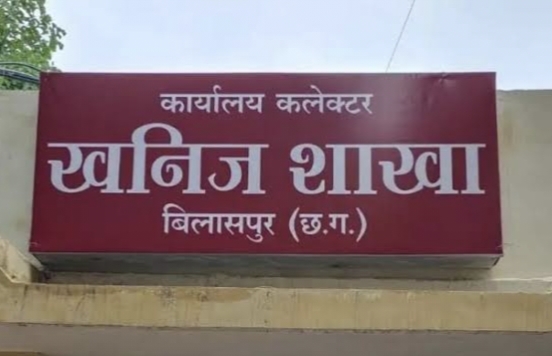 कार्यालय कलेक्टर
खनिज शाखा
बिलासपुर (छ.ग.)